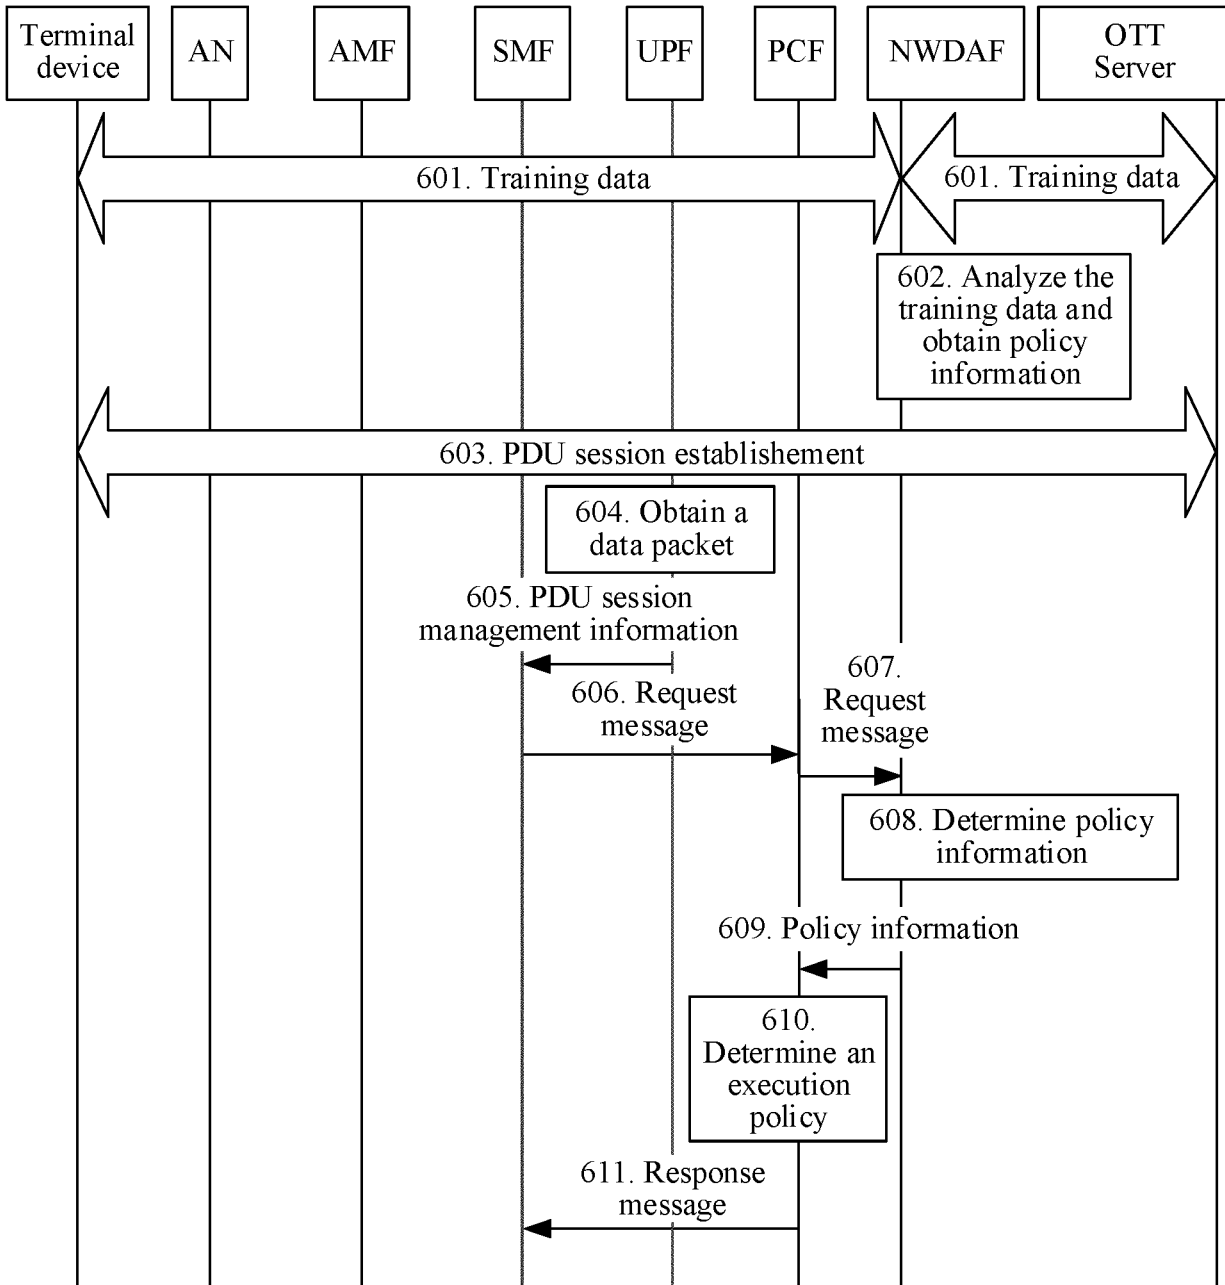 Terminal
device
AN
AMF
SMF
UPF
PCF
NWDAF
OTT
Server
601. Training data
601. Training data
602. Analyze the
training data and
obtain policy
information
603. PDU session establishement
604. Obtain a
data packet
605. PDU session
management information
606. Request
message
607.
Request
message
608. Determine policy
information
609. Policy information
610.
Determine an
execution
policy
611. Response
message